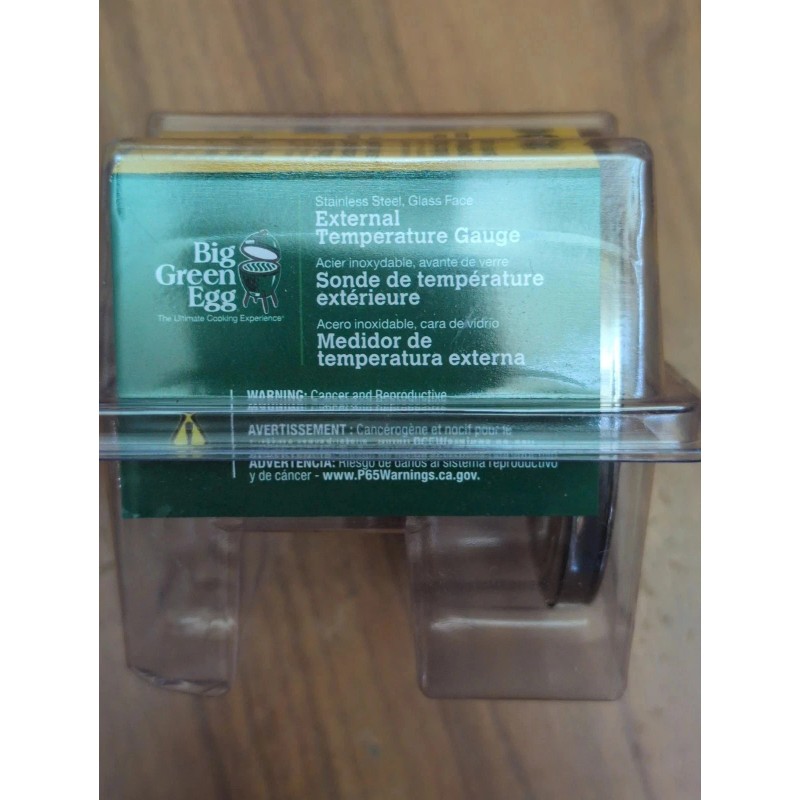 Stainless Steel, Glass Face
External
Temperature Gauge
Big
Green
Egg
The Ultimate Cooking Experience®
Acier inoxydable, avante de verre
Sonde de température
extérieure
Acero inoxidable, cara de vidrio
Medidor de
temperatura externa
WARNING: Cancer and Reproductive
AVERTISSEMENT : Cancérogène et nocif pour le
ADVERTENCIA: Riesgo de daños al sistema reproductivo
y de cáncer - www.P65Warnings.ca.gov.